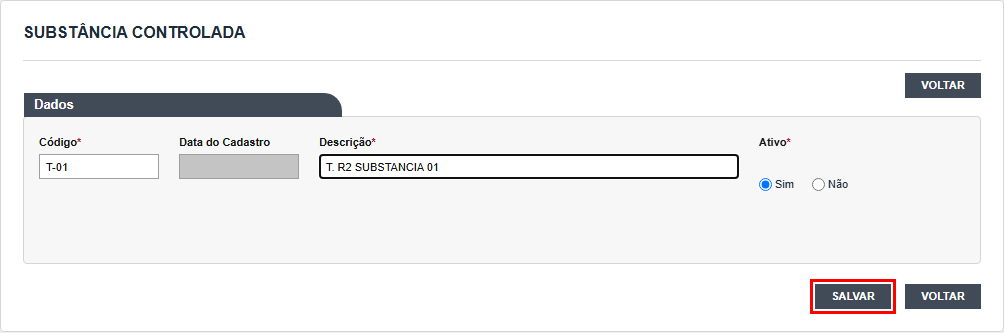 SUBSTÂNCIA CONTROLADA
VOLTAR
Dados
Código* Data do Cadastro Descrição* Ativo*
T-01 T. R2 SUBSTANCIA 01
Sim Não
SALVAR VOLTAR